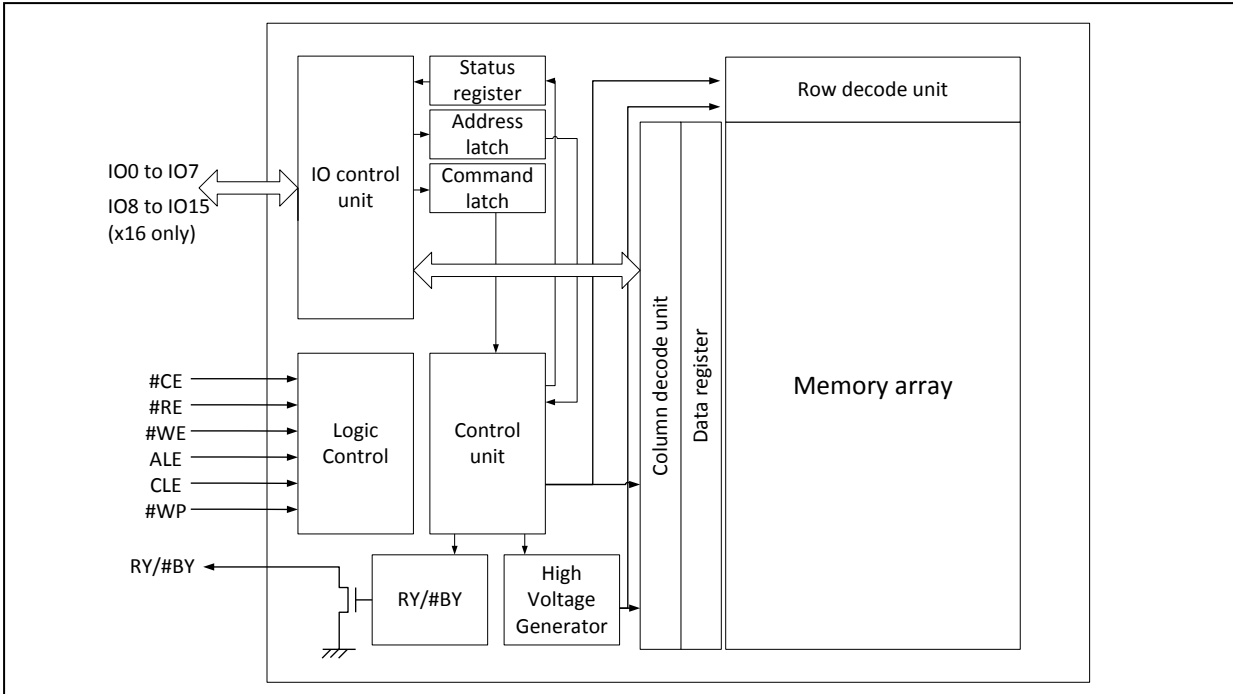 Status
register
Row decode unit
Address
latch
IO0 to IO7
IO control
unit
Command
latch
IO8 to IO15
(x16 only)
Column decode unit
Data register
Memory array
#CE
#RE
#WE
ALE
CLE
#WP
Logic
Control
Control
unit
RY/#BY
RY/#BY
High
Voltage
Generator